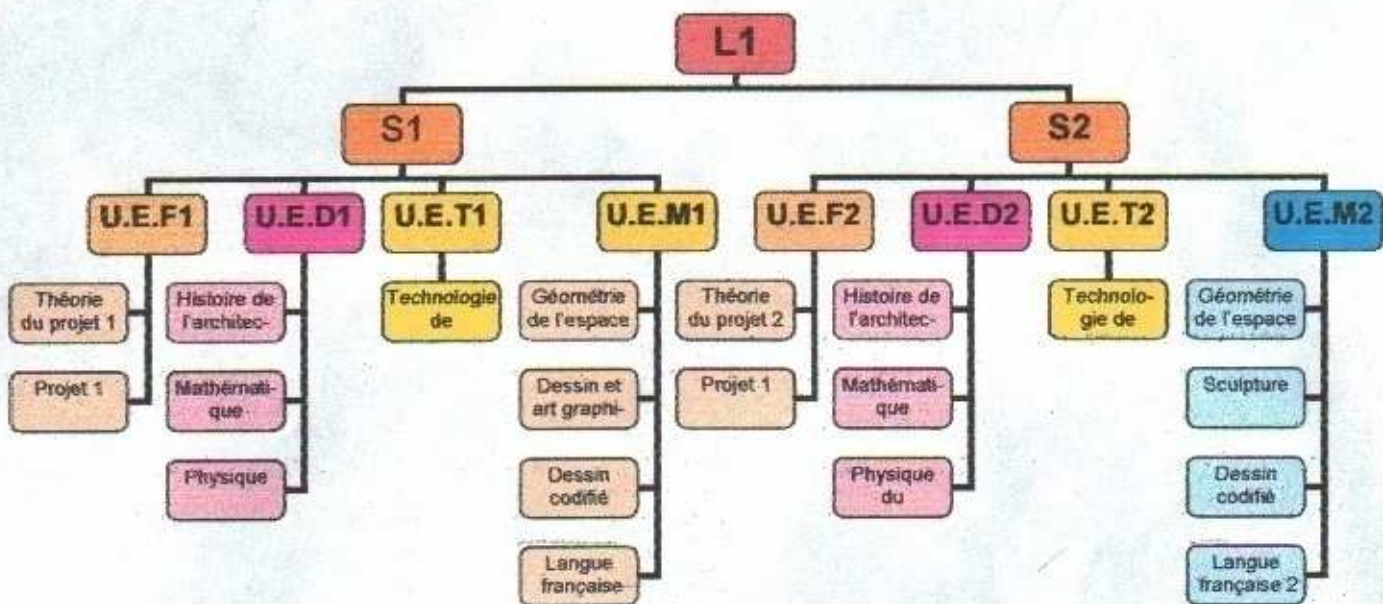 L1
S1
S2
U.E.F1
U.E.D1
U.E.T1
U.E.M1
U.E.F2
U.E.D2
U.E.T2
U.E.M2
Théorie
du projet 1
Projet 1
Histoire de
l'architec-
Mathémati-
que
Physique
Technologie
de
Géométrie
de l'espace
Dessin et
art graphi-
Dessin
codifié
Langue
française
Théorie
du projet 2
Projet 1
Histoire de
l'architec-
Mathémati-
que
Physique
du
Technolo-
gie de
Géométrie
de l'espace
Sculpture
Dessin
codifié
Langue
française 2